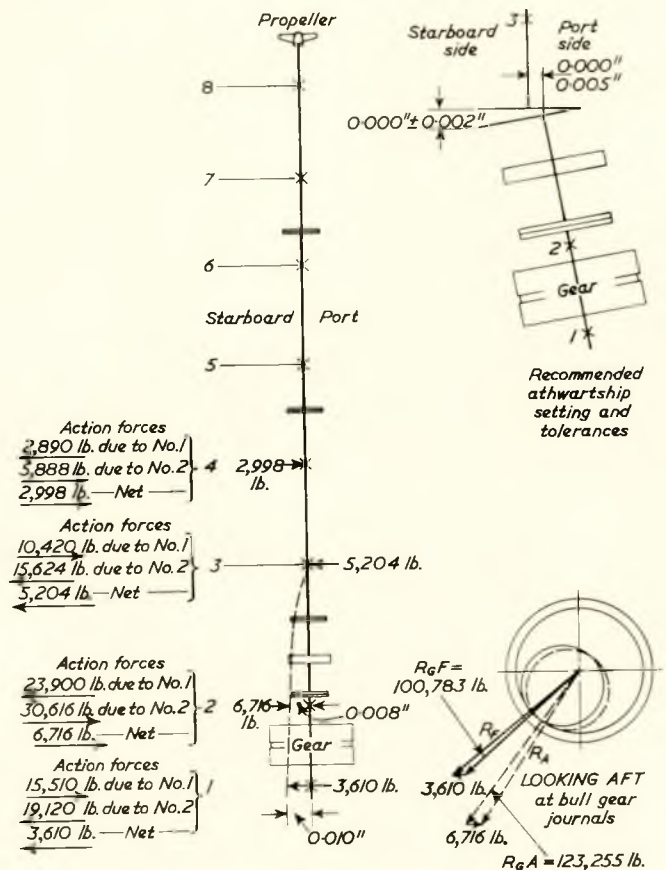 Propeller
8
7
6
Starboard Port
5
Action forces
2,890 lb. due to No.1
5,888 lb. due to No.2
2,998 lb. — Net
4
2,998 lb.
Action forces
10,420 lb. due to No.1
15,624 lb. due to No.2
5,204 lb. — Net
3
5,204 lb.
Action forces
23,900 lb. due to No.1
30,616 lb. due to No.2
6,716 lb. — Net
2
6,716 lb.
0·008"
Gear
Action forces
15,510 lb. due to No.1
19,120 lb. due to No.2
3,610 lb. — Net
1
3,610 lb.
0·010"
Starboard side
3
Port side
0·000"
0·005"
0·000" ± 0·002"
2
Gear
1
Recommended
athwartship
setting and
tolerances
RGF =
100,783 lb.
RF
RA
3,610 lb.
6,716 lb.
LOOKING AFT
at bull gear
journals
RGA = 123,255 lb.